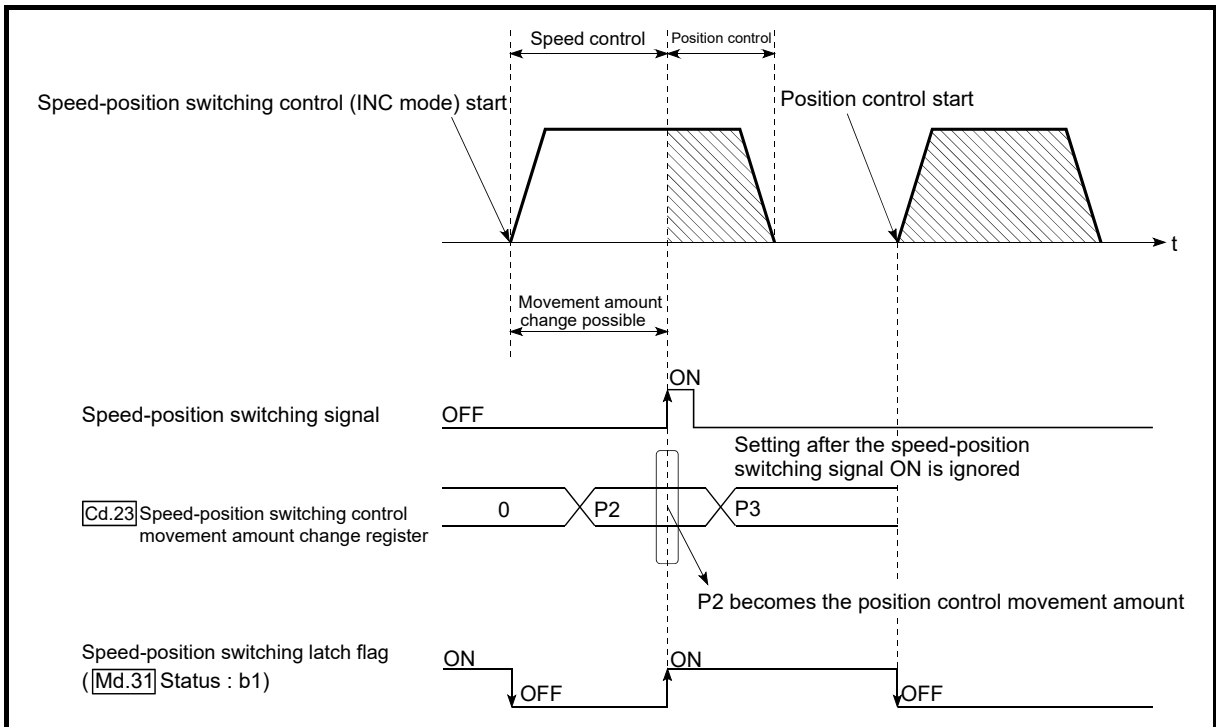 Speed control
Position control
Speed-position switching control (INC mode) start
Position control start
t
Movement amount
change possible
ON
Speed-position switching signal
OFF
Setting after the speed-position
switching signal ON is ignored
Cd.23 Speed-position switching control
movement amount change register
0
P2
P3
P2 becomes the position control movement amount
Speed-position switching latch flag
( Md.31 Status : b1)
ON
OFF
ON
OFF